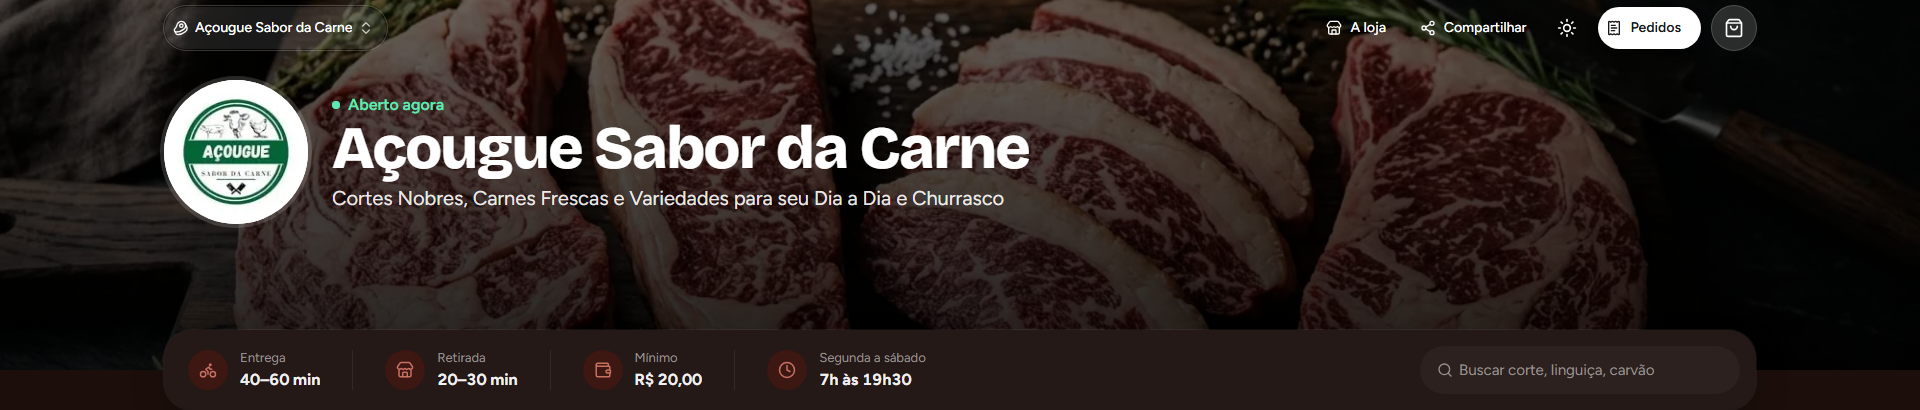 Açougue Sabor da Carne
A loja
Compartilhar
Pedidos
AÇOUGUE
SABOR DA CARNE
Aberto agora
Açougue Sabor da Carne
Cortes Nobres, Carnes Frescas e Variedades para seu Dia a Dia e Churrasco
Entrega
40–60 min
Retirada
20–30 min
Mínimo
R$ 20,00
Segunda a sábado
7h às 19h30
Buscar corte, linguiça, carvão